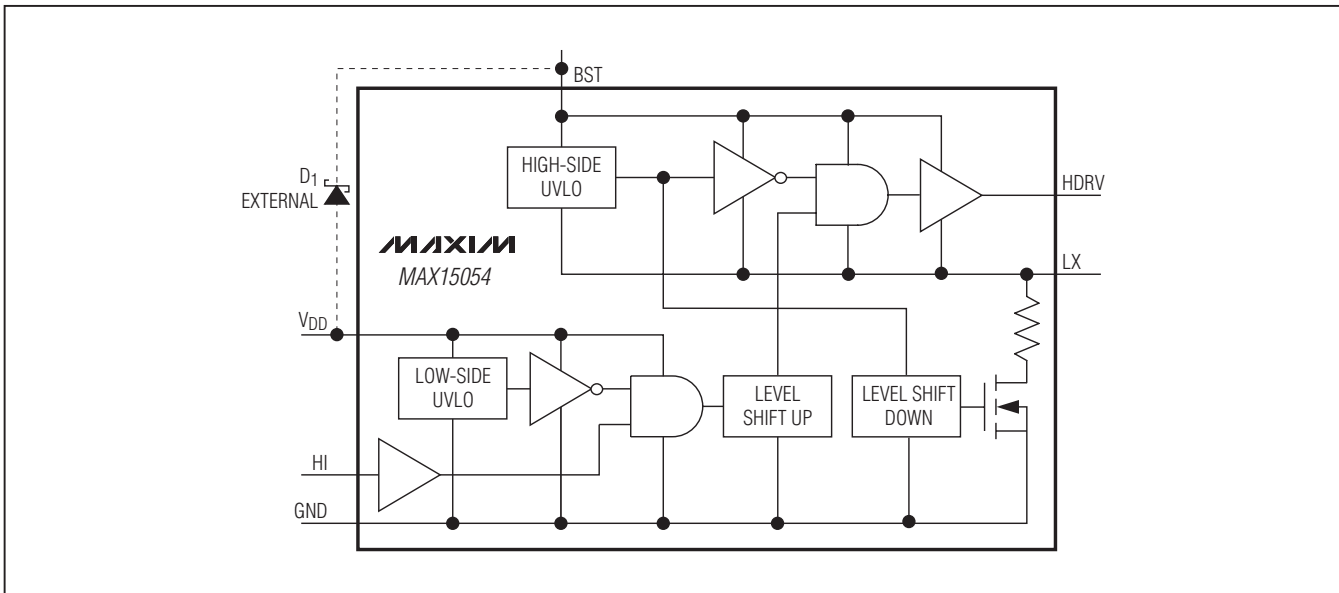 BST
HIGH-SIDE
UVLO
HDRV
D1
EXTERNAL
MAXIM
MAX15054
LX
VDD
LOW-SIDE
UVLO
LEVEL
SHIFT UP
LEVEL SHIFT
DOWN
HI
GND